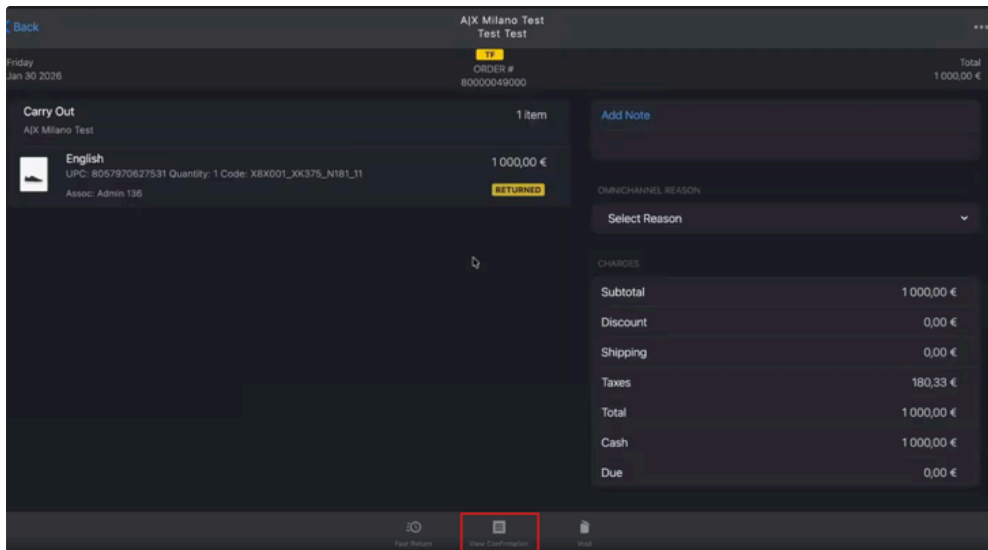 Back
A|X Milano Test
Test Test
Friday
Jan 30 2026
TF
ORDER #
80000049000
Total
1 000,00 €
Carry Out
1 item
A|X Milano Test
English
UPC: 8057970627531 Quantity: 1 Code: X8X001_XK375_N181_11
Assoc: Admin 136
1 000,00 €
RETURNED
Add Note
OMNICHANNEL REASON
Select Reason
CHARGES
Subtotal 1 000,00 €
Discount 0,00 €
Shipping 0,00 €
Taxes 180,33 €
Total 1 000,00 €
Cash 1 000,00 €
Due 0,00 €
Fast Return
View Confirmation
Void